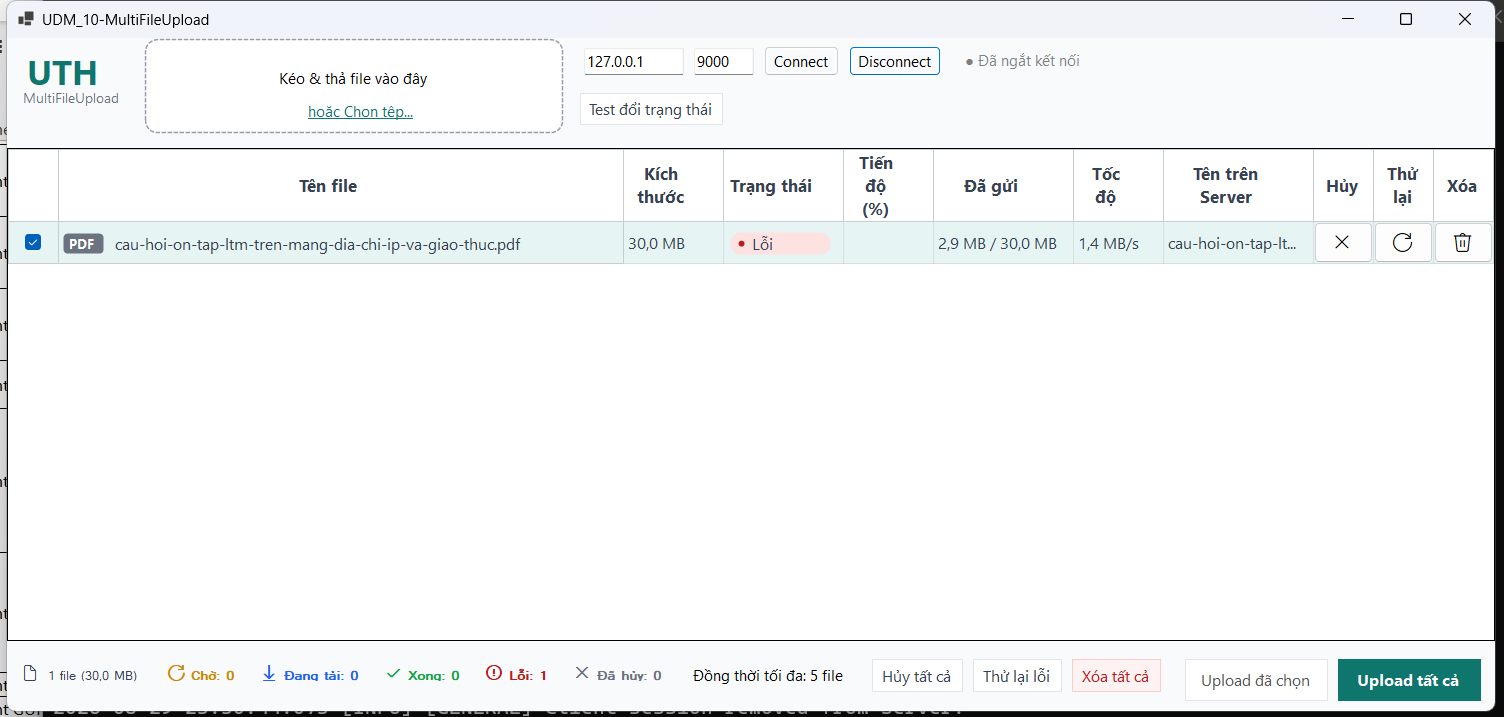 UDM_10-MultiFileUpload
UTH
MultiFileUpload
Kéo & thả file vào đây
hoặc Chọn tệp...
127.0.0.1
9000
Connect
Disconnect
● Đã ngắt kết nối
Test đổi trạng thái
Tên file
Kích thước
Trạng thái
Tiến độ (%)
Đã gửi
Tốc độ
Tên trên Server
Hủy
Thử lại
Xóa
PDF
cau-hoi-on-tap-ltm-tren-mang-dia-chi-ip-va-giao-thuc.pdf
30,0 MB
● Lỗi
2,9 MB / 30,0 MB
1,4 MB/s
cau-hoi-on-tap-lt...
1 file (30,0 MB)
Chờ: 0
Đang tải: 0
Xong: 0
Lỗi: 1
Đã hủy: 0
Đồng thời tối đa: 5 file
Hủy tất cả
Thử lại lỗi
Xóa tất cả
Upload đã chọn
Upload tất cả